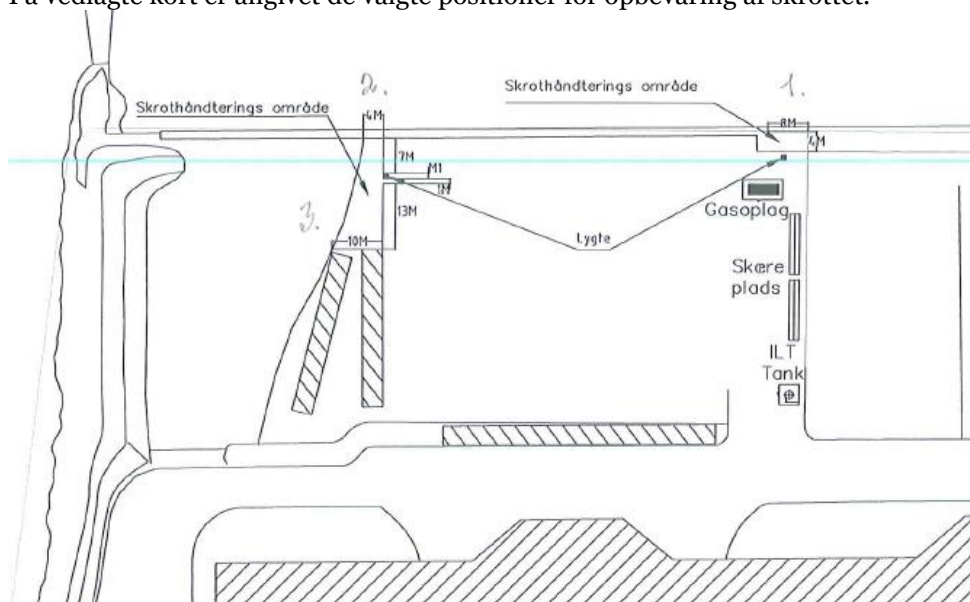 På vedlagte kort er angivet de valgte positioner for opbevaring af skrottet.
2.
1.
Skrothåndterings område
Skrothåndterings område
4M
8M
4M
7M
M1
1M
13M
3.
10M
Lygte
Gasoplag
Skære
plads
ILT
Tank